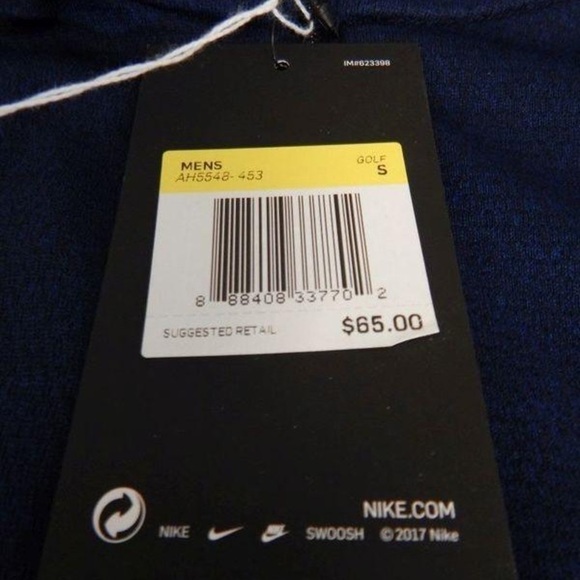 IM#623398
MENS GOLF
AH5548-453 S
8 88408 33770 2
SUGGESTED RETAIL $65.00
NIKE.COM
NIKE SWOOSH © 2017 Nike